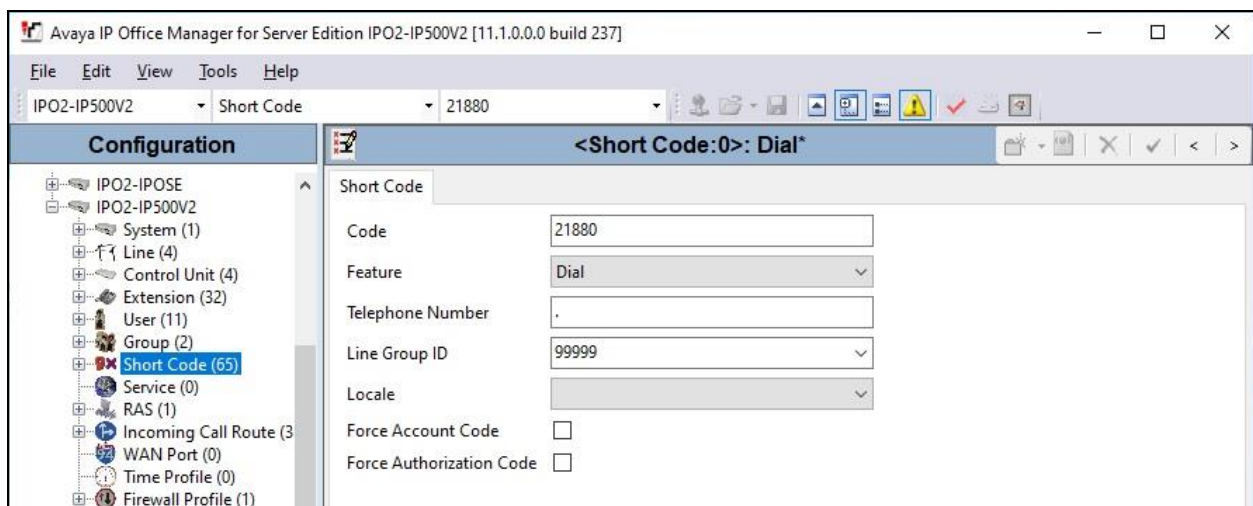 Avaya IP Office Manager for Server Edition IPO2-IP500V2 [11.1.0.0.0 build 237]
File Edit View Tools Help
IPO2-IP500V2 Short Code 21880
Configuration
<Short Code:0>: Dial*
IPO2-IPOSE
IPO2-IP500V2
System (1)
Line (4)
Control Unit (4)
Extension (32)
User (11)
Group (2)
Short Code (65)
Service (0)
RAS (1)
Incoming Call Route (3
WAN Port (0)
Time Profile (0)
Firewall Profile (1)
Short Code
Code 21880
Feature Dial
Telephone Number .
Line Group ID 99999
Locale
Force Account Code
Force Authorization Code